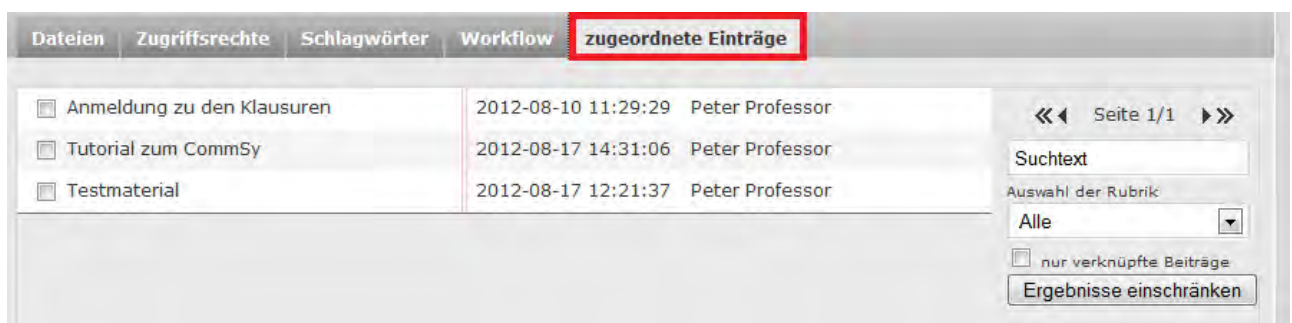 Dateien Zugriffsrechte Schlagwörter Workflow zugeordnete Einträge
Anmeldung zu den Klausuren 2012-08-10 11:29:29 Peter Professor
Tutorial zum CommSy 2012-08-17 14:31:06 Peter Professor
Testmaterial 2012-08-17 12:21:37 Peter Professor
Seite 1/1
Suchtext
Auswahl der Rubrik
Alle
nur verknüpfte Beiträge
Ergebnisse einschränken